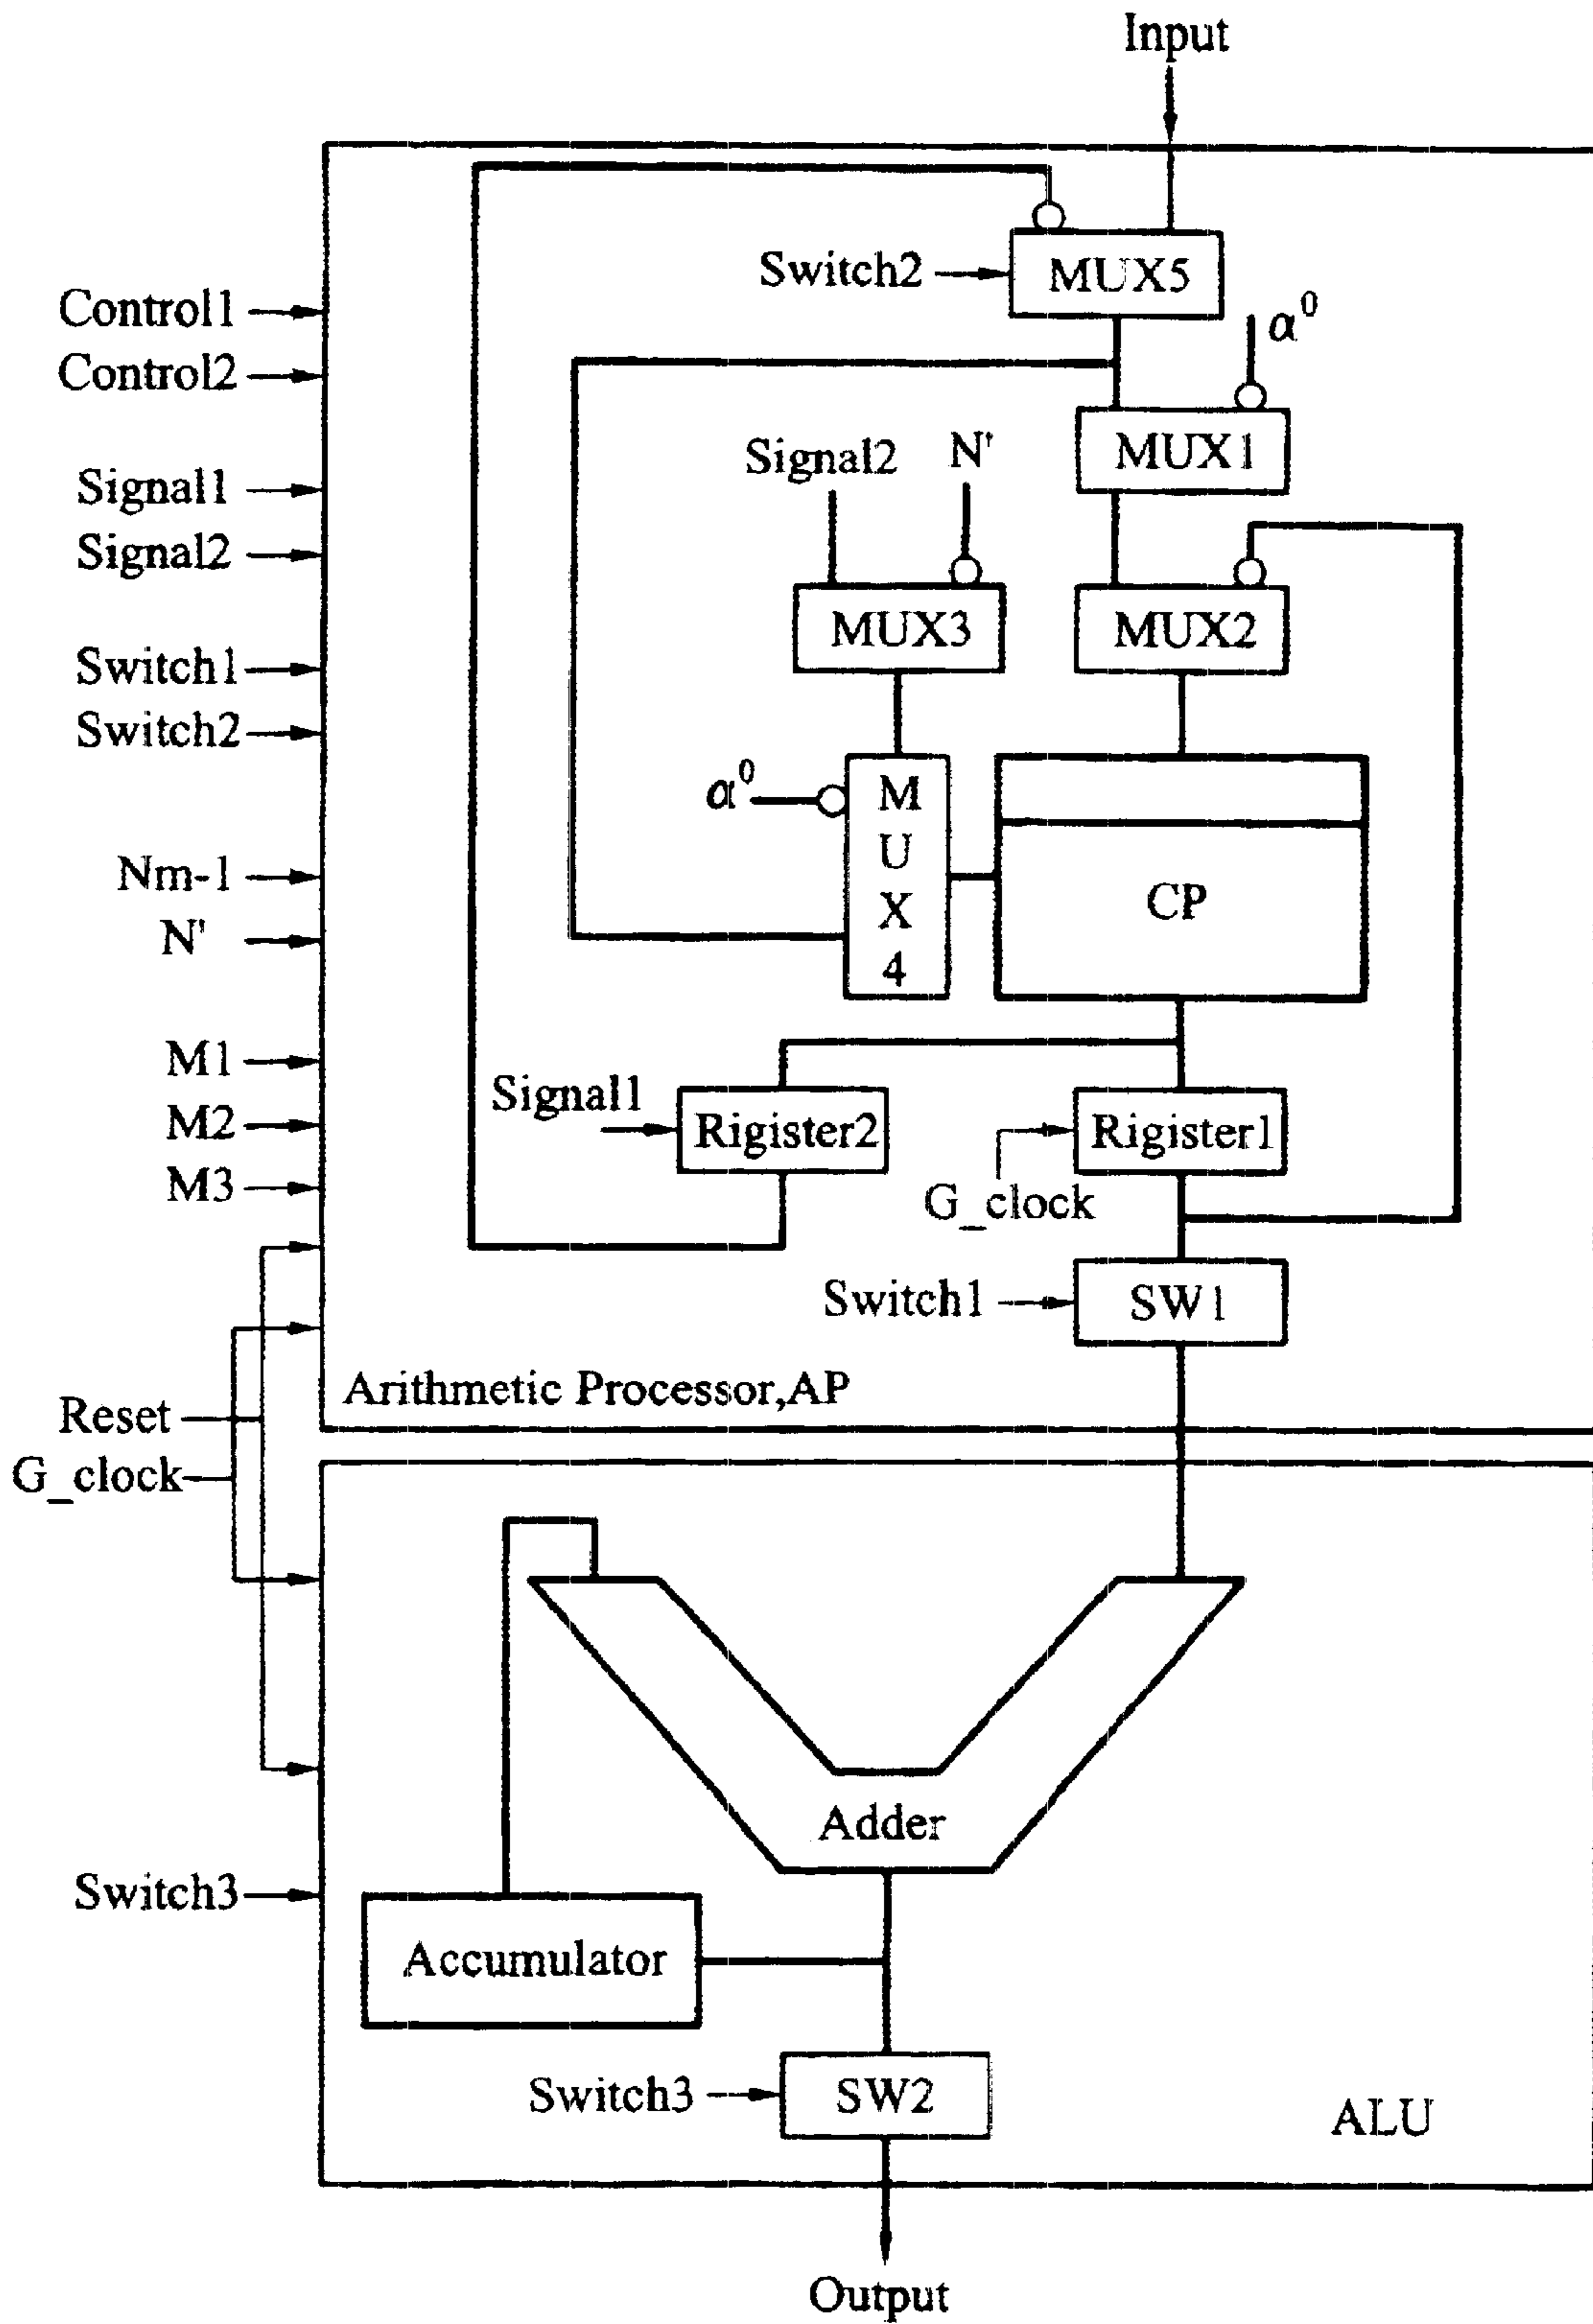 Input
Switch2
MUX5
Control1
α⁰
Control2
MUX1
Signal2
N'
Signal1
Signal2
MUX3
MUX2
Switch1
Switch2
α⁰
M
U
X
4
Nm-1
CP
N'
M1
Signal1
M2
Rigister2
Rigister1
M3
G_clock
Switch1
SW1
Arithmetic Processor,AP
Reset
G_clock
Adder
Switch3
Accumulator
Switch3
SW2
ALU
Output